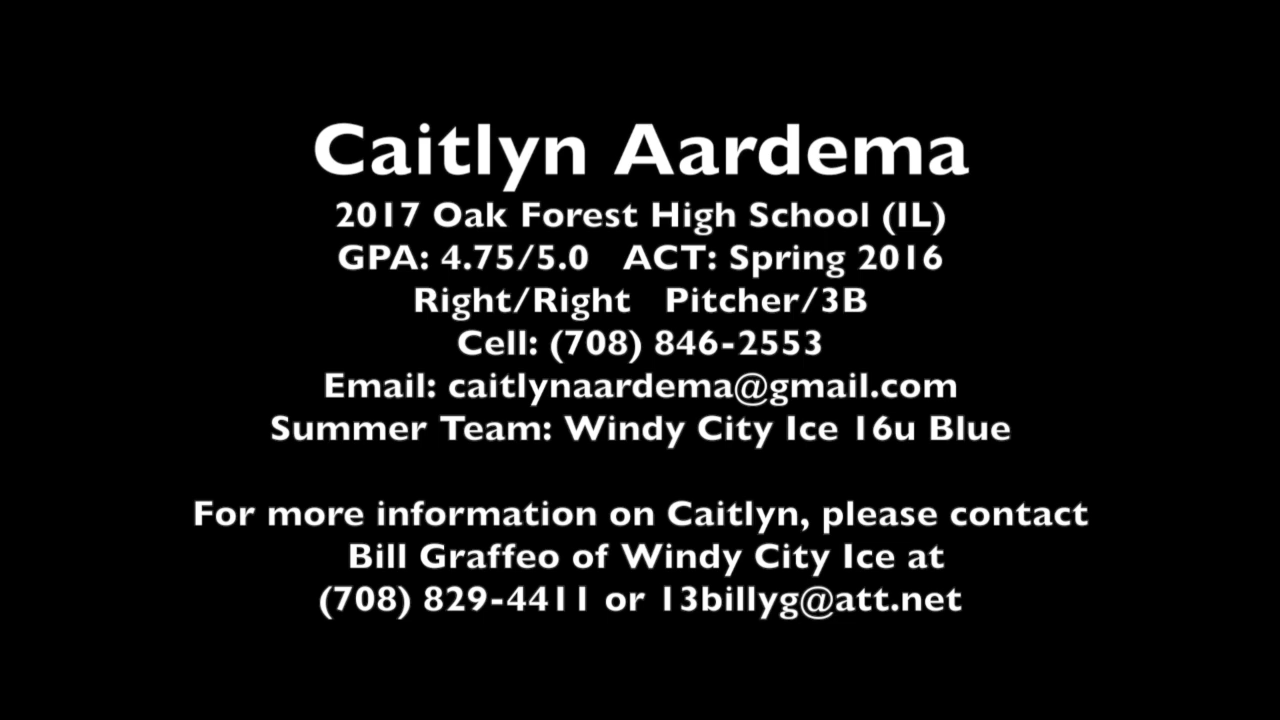 Caitlyn Aardema
2017 Oak Forest High School (IL)
GPA: 4.75/5.0 ACT: Spring 2016
Right/Right Pitcher/3B
Cell: (708) 846-2553
Email: caitlynaardema@gmail.com
Summer Team: Windy City Ice 16u Blue
For more information on Caitlyn, please contact
Bill Graffeo of Windy City Ice at
(708) 829-4411 or 13billyg@att.net